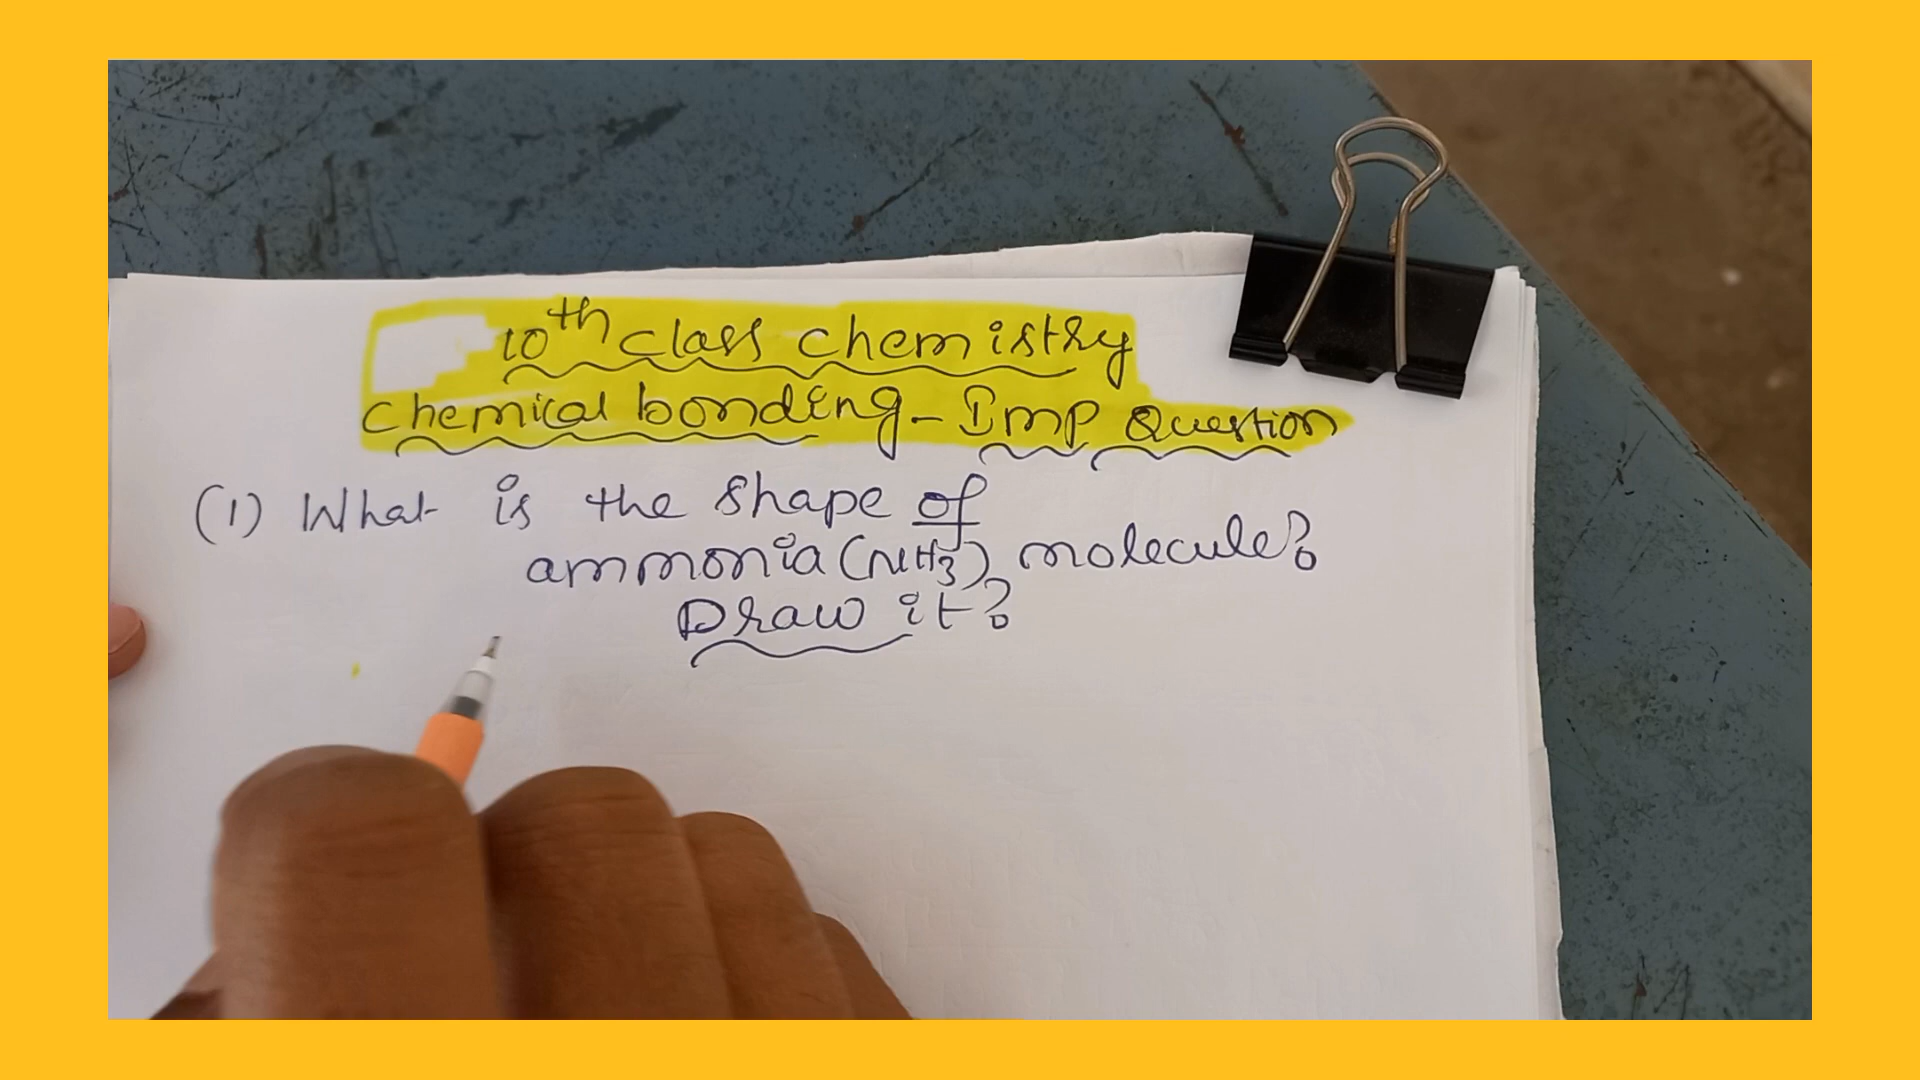 10th class chemistry
chemical bonding - Imp Question
(1) What is the shape of
ammonia (NH3) molecule?
Draw it?